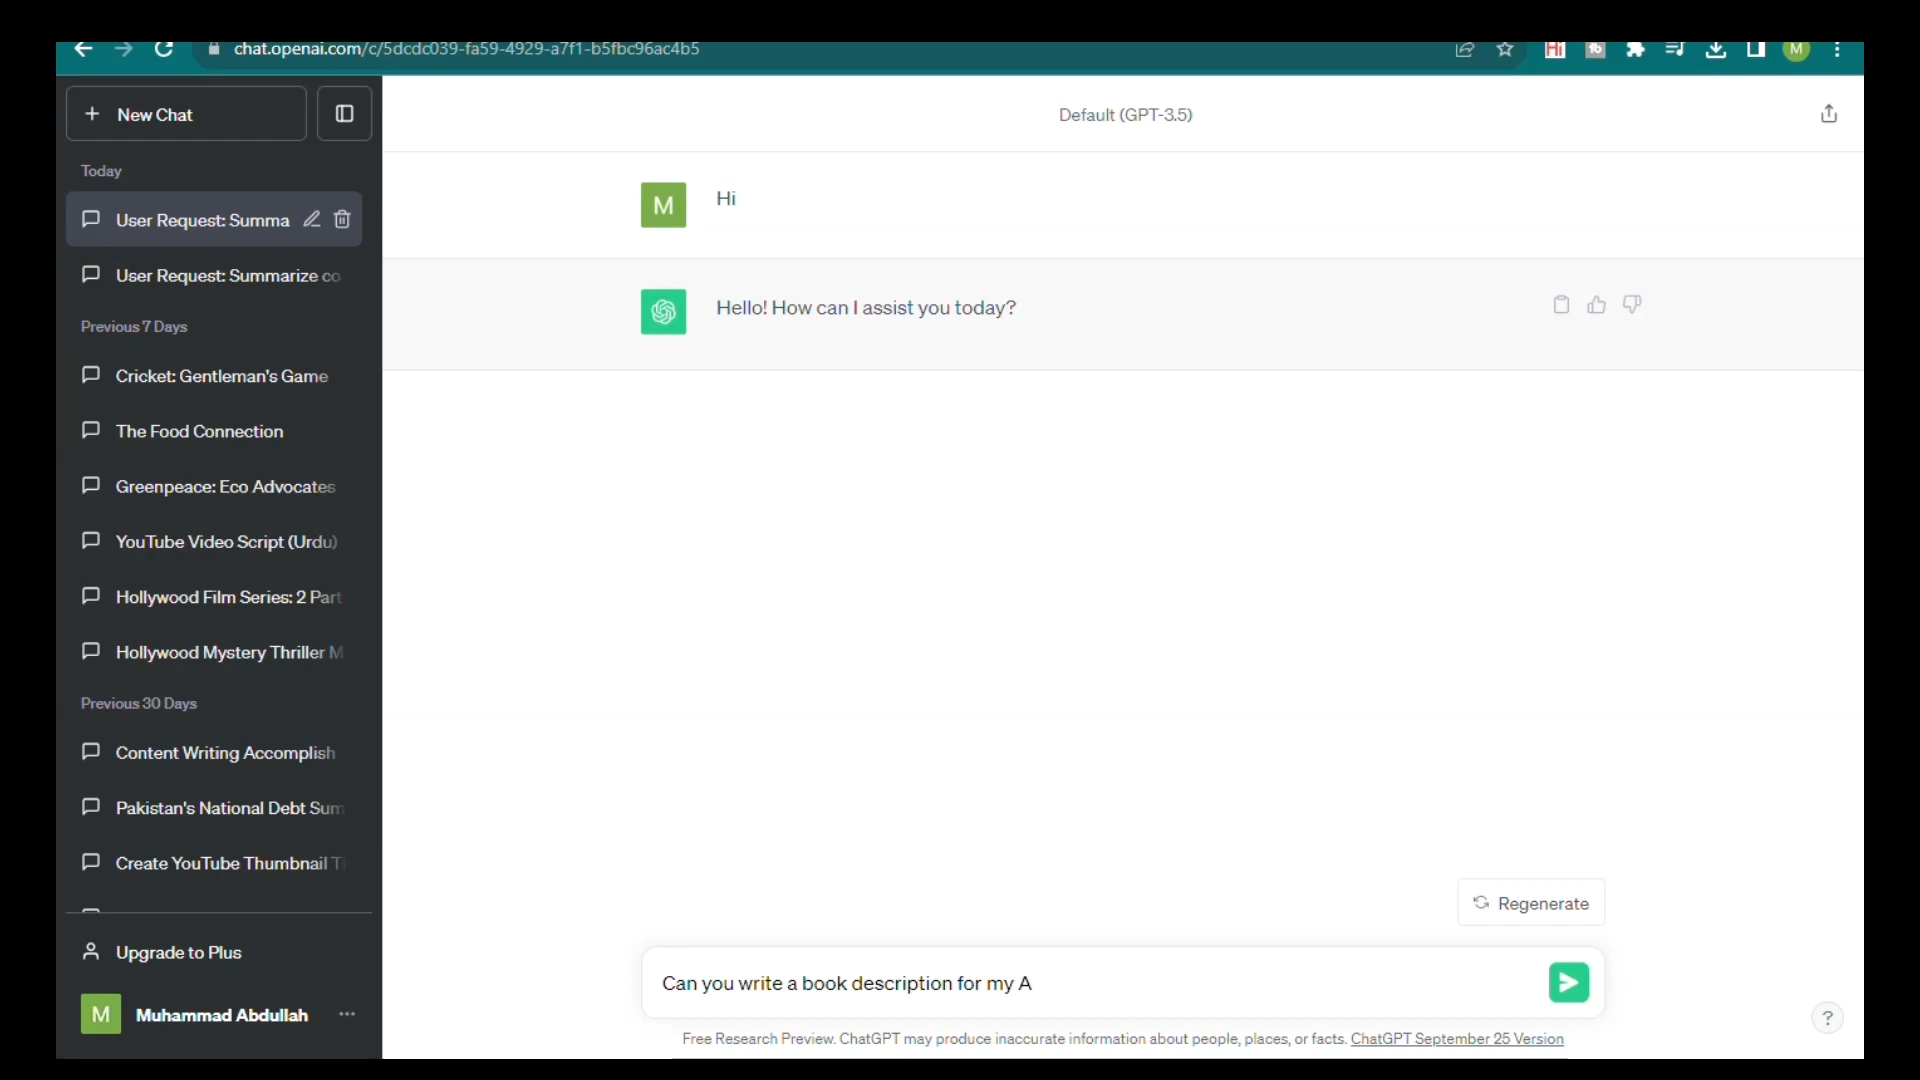 chat.openai.com/c/5dcdc039-fa59-4929-a7f1-b5fbc96ac4b5
Hi
M
New Chat
Default (GPT-3.5)
Today
User Request: Summa
User Request: Summarize co
Previous 7 Days
Cricket: Gentleman's Game
The Food Connection
Greenpeace: Eco Advocates
YouTube Video Script (Urdu)
Hollywood Film Series: 2 Part
Hollywood Mystery Thriller M
Previous 30 Days
Content Writing Accomplish
Pakistan's National Debt Sum
Create YouTube Thumbnail T
Upgrade to Plus
M
Muhammad Abdullah
M
Hi
Hello! How can I assist you today?
Regenerate
Can you write a book description for my A
Free Research Preview. ChatGPT may produce inaccurate information about people, places, or facts. ChatGPT September 25 Version
?